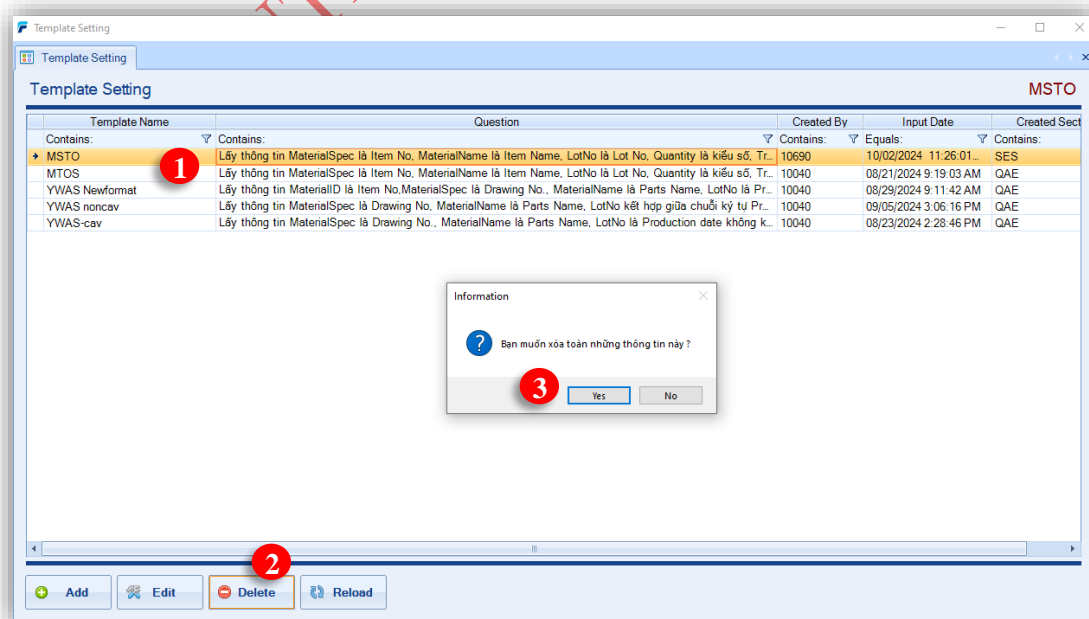 Template Setting
Template Setting
Template Setting MSTO
Template Name Question Created By Input Date Created Sect
Contains: Contains: Contains: Equals: Contains:
MSTO Lấy thông tin MaterialSpec là Item No, MaterialName là Item Name, LotNo là Lot No, Quantity là kiểu số, Tr... 10690 10/02/2024 11:26:01... SES
1
MTOS Lấy thông tin MaterialSpec là Item No, MaterialName là Item Name, LotNo là Lot No, Quantity là kiểu số, Tr... 10040 08/21/2024 9:19:03 AM QAE
YWAS Newformat Lấy thông tin MaterialID là Item No,MaterialSpec là Drawing No., MaterialName là Parts Name, LotNo là Pr... 10040 08/29/2024 9:11:42 AM QAE
YWAS noncav Lấy thông tin MaterialSpec là Drawing No, MaterialName là Parts Name, LotNo kết hợp giữa chuỗi ký tự Pr... 10040 09/05/2024 3:06:16 PM QAE
YWAS-cav Lấy thông tin MaterialSpec là Drawing No., MaterialName là Parts Name, LotNo là Production date không k... 10040 08/23/2024 2:28:46 PM QAE
Information
Bạn muốn xóa toàn những thông tin này ?
3 Yes No
2
Add Edit Delete Reload